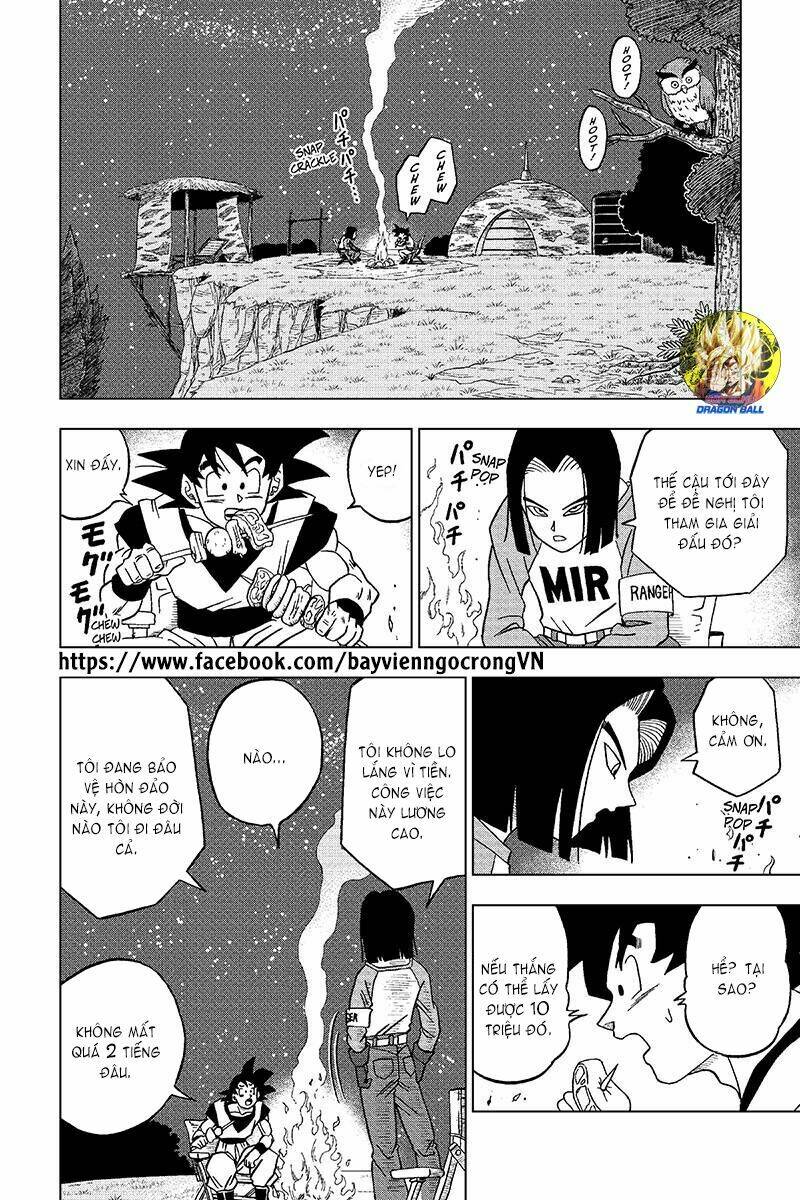 HOOT!
HOOT!
パチパチ…
SNAP
CRACKLE
CHEW
CHEW
DRAGON BALL
THẾ CẬU TỚI ĐÂY
ĐỂ ĐỀ NGHỊ TÔI
THAM GIA GIẢI
ĐẤU ĐÓ?
パチパチ
SNAP
POP
MIR
RANGER
YEP!
XIN ĐẤY.
モグモグ
CHEW
CHEW
https://www.facebook.com/bayvienngocrongVN
KHÔNG,
CẢM ƠN.
パチパチ
SNAP
POP
HỂ? TẠI
SAO?
NẾU THẮNG
CÓ THỂ LẤY
ĐƯỢC 10
TRIỆU ĐÓ.
TÔI KHÔNG LO
LẮNG VÌ TIỀN.
CÔNG VIỆC
NÀY LƯƠNG
CAO.
NÀO...
TÔI ĐANG BẢO
VỆ HÒN ĐẢO
NÀY, KHÔNG ĐỜI
NÀO TÔI ĐI ĐÂU
CẢ.
GER
KHÔNG MẤT
QUÁ 2 TIẾNG
ĐÂU.